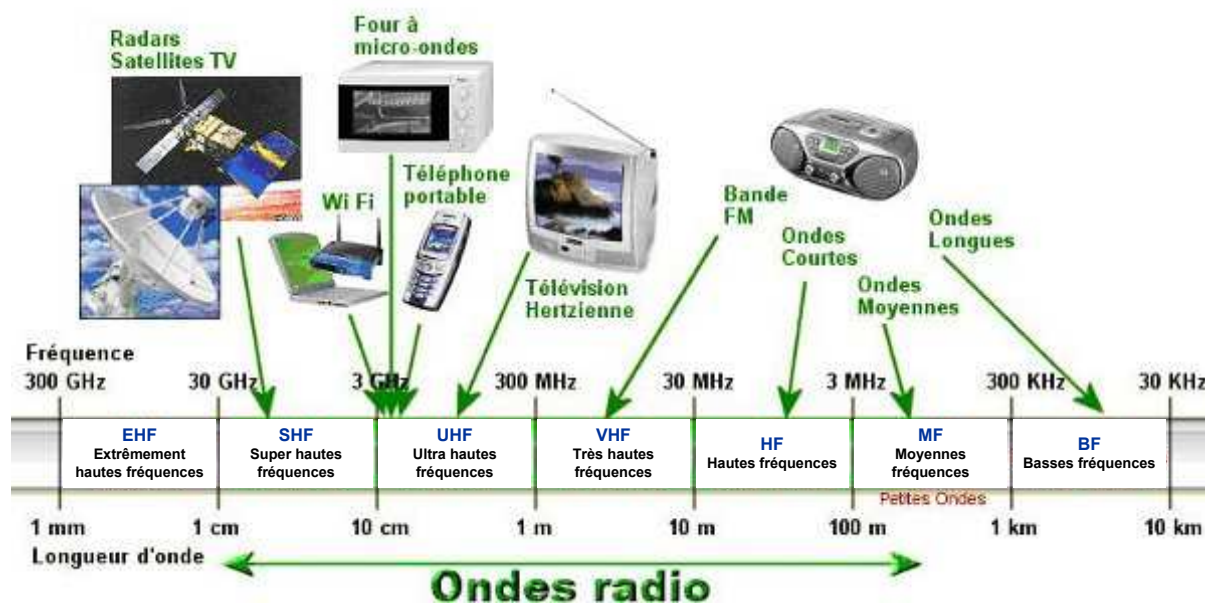 Radars
Satellites TV
Four à
micro-ondes
Wi Fi
Téléphone
portable
Télévision
Hertzienne
Bande
FM
Ondes
Courtes
Ondes
Moyennes
Ondes
Longues
Fréquence
300 GHz 30 GHz 3 GHz 300 MHz 30 MHz 3 MHz 300 KHz 30 KHz
EHF
Extrêmement
hautes fréquences
SHF
Super hautes
fréquences
UHF
Ultra hautes
fréquences
VHF
Très hautes
fréquences
HF
Hautes fréquences
MF
Moyennes
fréquences
BF
Basses fréquences
Petites Ondes
1 mm 1 cm 10 cm 1 m 10 m 100 m 1 km 10 km
Longueur d'onde
Ondes radio